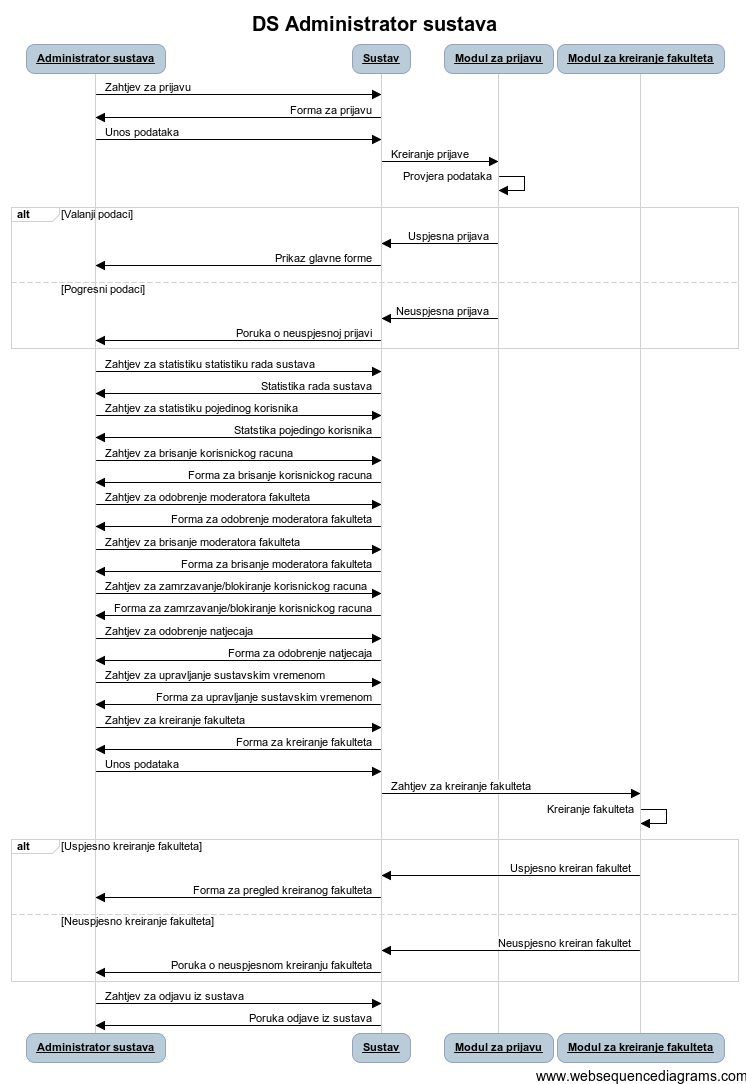 DS Administrator sustava
Administrator sustava
Sustav
Modul za prijavu
Modul za kreiranje fakulteta
Zahtjev za prijavu
Forma za prijavu
Unos podataka
Kreiranje prijave
Provjera podataka
alt
[Valanji podaci]
Uspjesna prijava
Prikaz glavne forme
[Pogresni podaci]
Neuspjesna prijava
Poruka o neuspjesnoj prijavi
Zahtjev za statistiku statistiku rada sustava
Statistika rada sustava
Zahtjev za statistiku pojedinog korisnika
Statstika pojedingo korisnika
Zahtjev za brisanje korisnickog racuna
Forma za brisanje korisnickog racuna
Zahtjev za odobrenje moderatora fakulteta
Forma za odobrenje moderatora fakulteta
Zahtjev za brisanje moderatora fakulteta
Forma za brisanje moderatora fakulteta
Zahtjev za zamrzavanje/blokiranje korisnickog racuna
Forma za zamrzavanje/blokiranje korisnickog racuna
Zahtjev za odobrenje natjecaja
Forma za odobrenje natjecaja
Zahtjev za upravljanje sustavskim vremenom
Forma za upravljanje sustavskim vremenom
Zahtjev za kreiranje fakulteta
Forma za kreiranje fakulteta
Unos podataka
Zahtjev za kreiranje fakulteta
Kreiranje fakulteta
alt
[Uspjesno kreiranje fakulteta]
Uspjesno kreiran fakultet
Forma za pregled kreiranog fakulteta
[Neuspjesno kreiranje fakulteta]
Neuspjesno kreiran fakultet
Poruka o neuspjesnom kreiranju fakulteta
Zahtjev za odjavu iz sustava
Poruka odjave iz sustava
Administrator sustava
Sustav
Modul za prijavu
Modul za kreiranje fakulteta
www.websequencediagrams.com